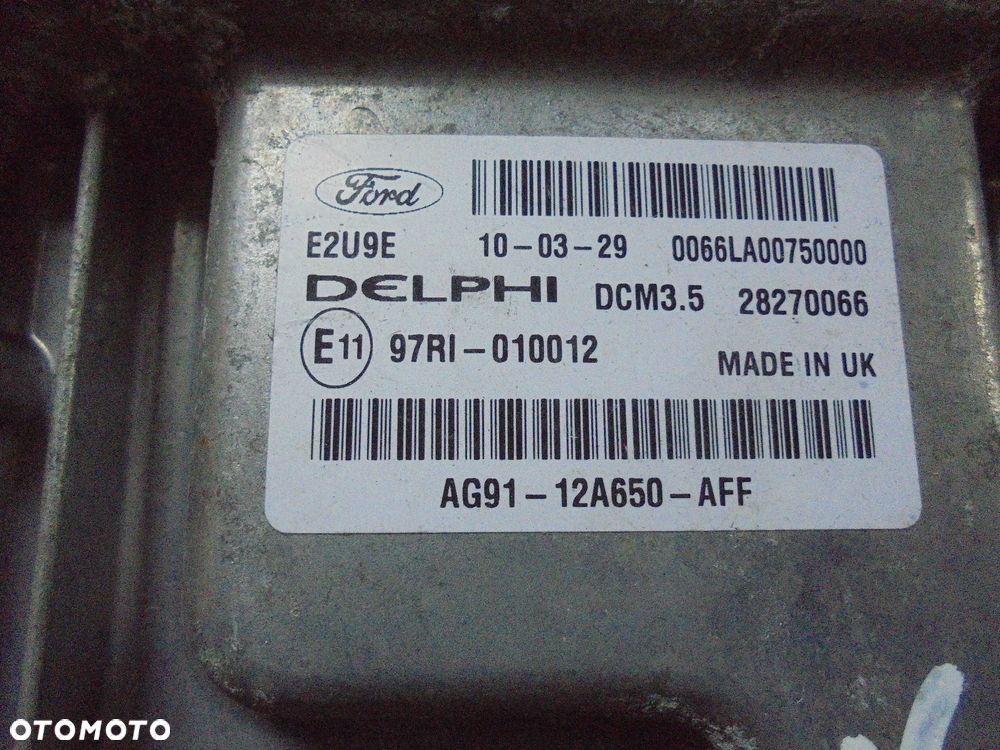 Ford
E2U9E 10-03-29 0066LA00750000
DELPHI DCM3.5 28270066
E11 97RI-010012 MADE IN UK
AG91-12A650-AFF
OTOMOTO